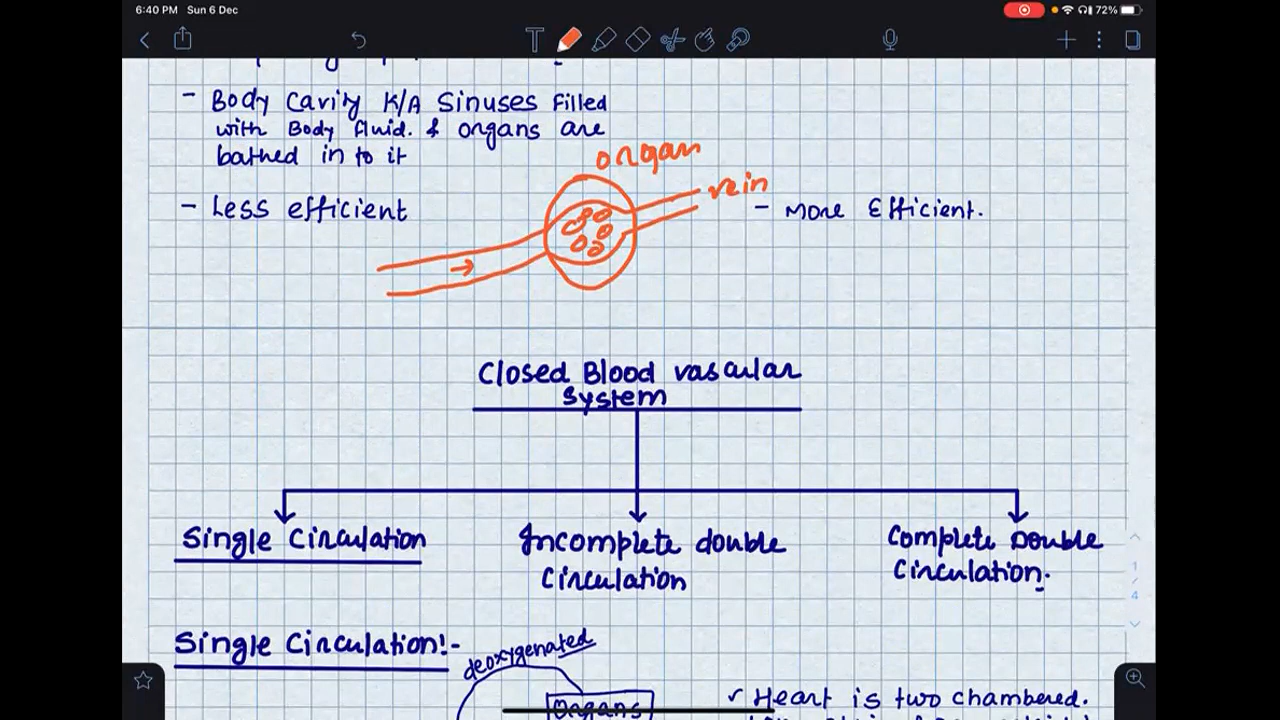 6:40 PM Sun 6 Dec
72%
- Body Cavity K/A Sinuses Filled
with Body fluid. & organs are
bathed in to it
organ
vein
- Less efficient
- More Efficient.
Closed Blood vascular
System
Single Circulation
Incomplete double
Circulation
Complete Double
Circulation.
1
/
4
Single Circulation:-
deoxygenated
Organs
✓ Heart is two chambered.